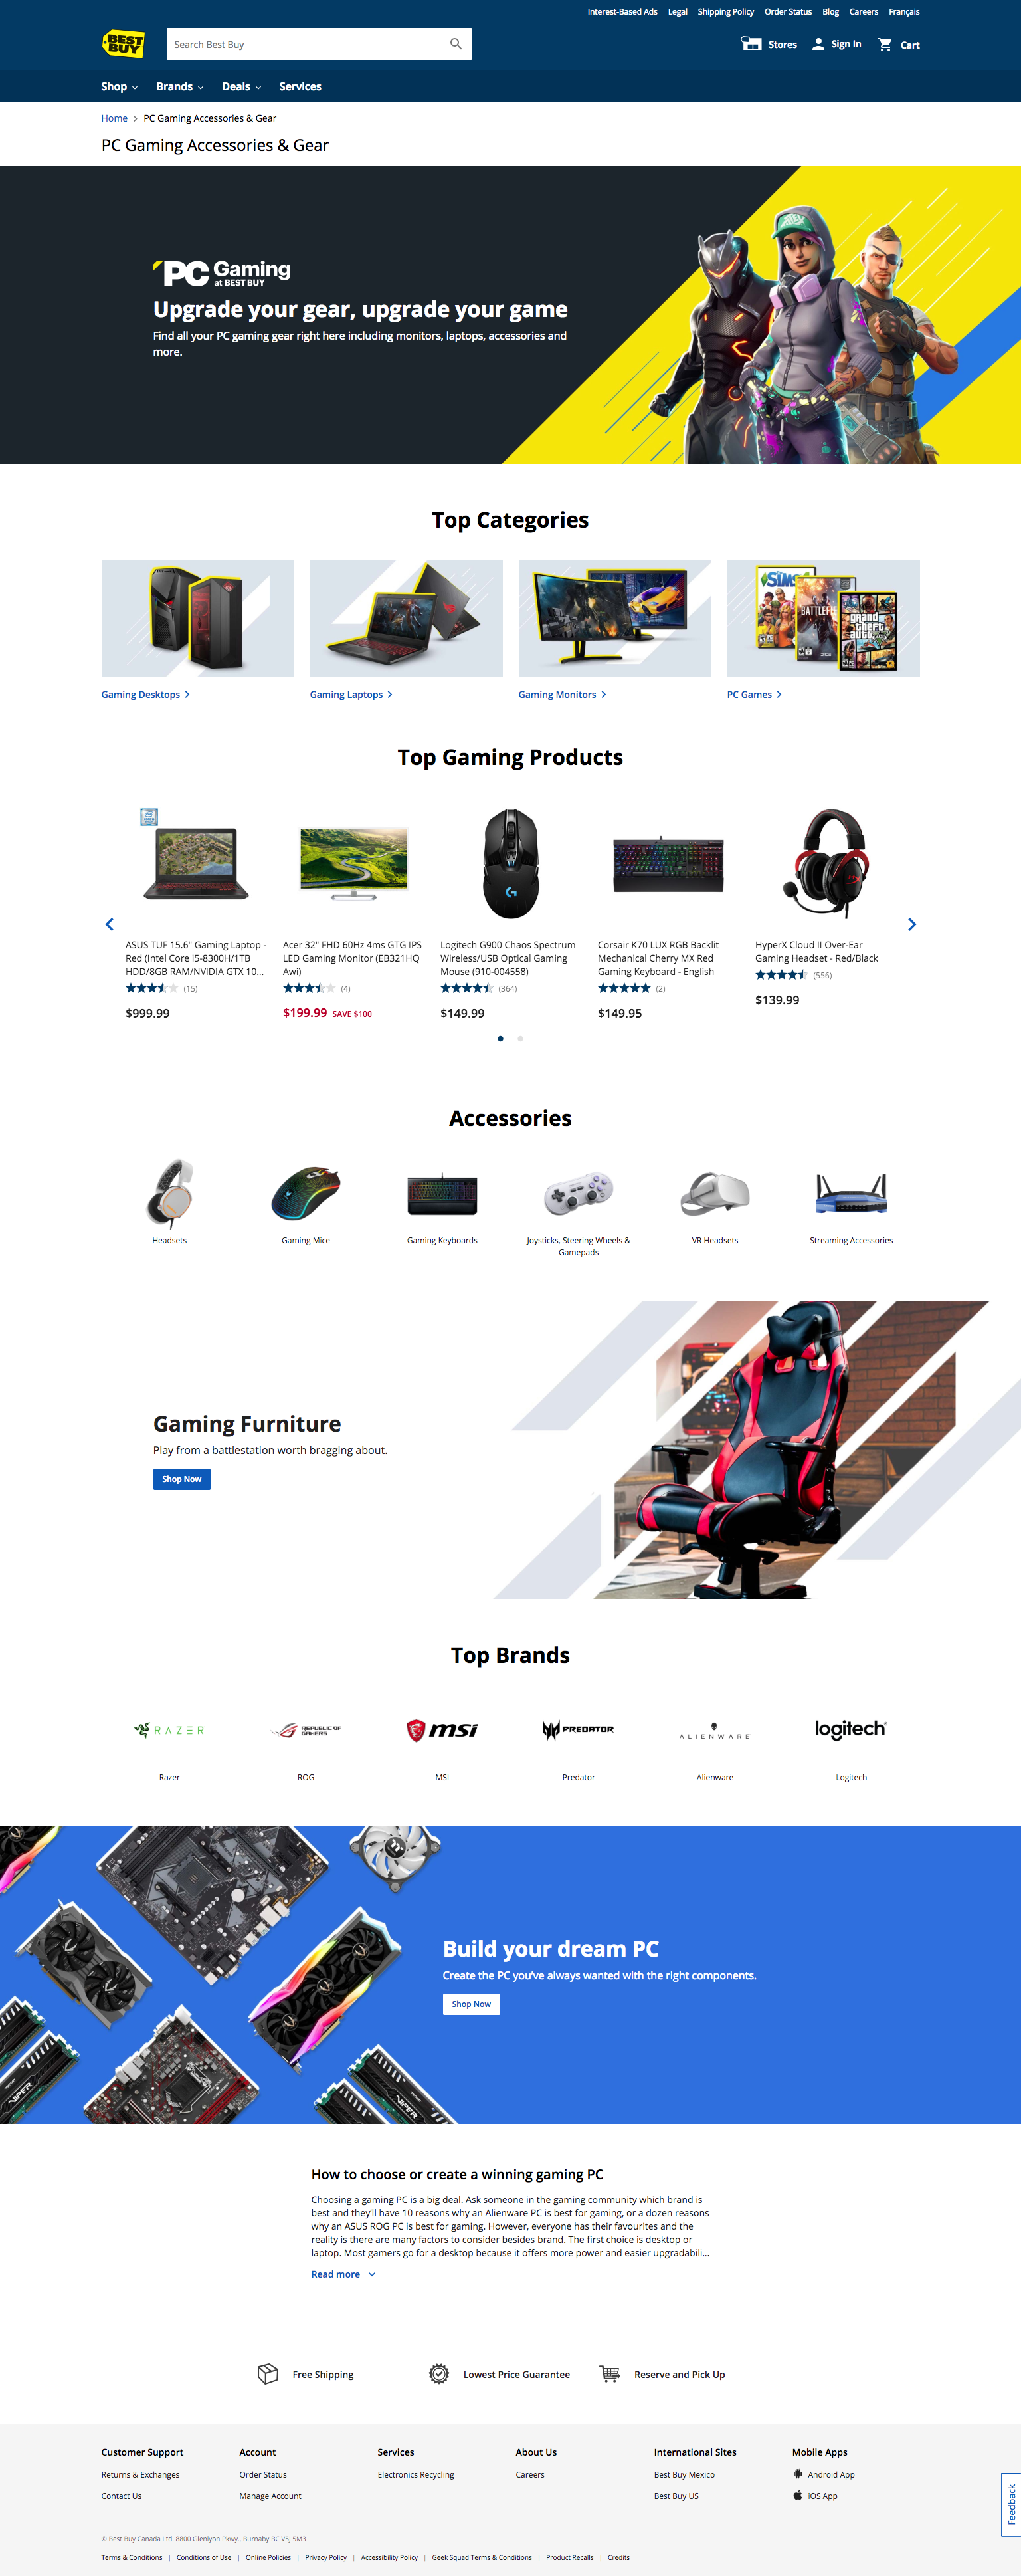 Interest-Based Ads Legal Shipping Policy Order Status Blog Careers Français
BEST BUY
Search Best Buy
Stores Sign In Cart
Shop Brands Deals Services
Home > PC Gaming Accessories & Gear
PC Gaming Accessories & Gear
PC Gaming at BEST BUY
Upgrade your gear, upgrade your game
Find all your PC gaming gear right here including monitors, laptops, accessories and
more.
Top Categories
The SIMS
BATTLEFIE
grand theft auto
Gaming Desktops >
Gaming Laptops >
Gaming Monitors >
PC Games >
Top Gaming Products
ASUS TUF 15.6" Gaming Laptop -
Red (Intel Core i5-8300H/1TB
HDD/8GB RAM/NVIDIA GTX 10...
(15)
$999.99
Acer 32" FHD 60Hz 4ms GTG IPS
LED Gaming Monitor (EB321HQ
Awi)
(4)
$199.99 SAVE $100
Logitech G900 Chaos Spectrum
Wireless/USB Optical Gaming
Mouse (910-004558)
(364)
$149.99
Corsair K70 LUX RGB Backlit
Mechanical Cherry MX Red
Gaming Keyboard - English
(2)
$149.95
HyperX Cloud II Over-Ear
Gaming Headset - Red/Black
(556)
$139.99
Accessories
Headsets
Gaming Mice
Gaming Keyboards
Joysticks, Steering Wheels &
Gamepads
VR Headsets
Streaming Accessories
Gaming Furniture
Play from a battlestation worth bragging about.
Shop Now
Top Brands
RAZER
REPUBLIC OF
GAMERS
msi
PREDATOR
ALIENWARE
logitech
Razer
ROG
MSI
Predator
Alienware
Logitech
VIPER
VIPER
Build your dream PC
Create the PC you've always wanted with the right components.
Shop Now
How to choose or create a winning gaming PC
Choosing a gaming PC is a big deal. Ask someone in the gaming community which brand is
best and they'll have 10 reasons why an Alienware PC is best for gaming, or a dozen reasons
why an ASUS ROG PC is best for gaming. However, everyone has their favourites and the
reality is there are many factors to consider besides brand. The first choice is desktop or
laptop. Most gamers go for a desktop because it offers more power and easier upgradabili...
Read more
Free Shipping
Lowest Price Guarantee
Reserve and Pick Up
Customer Support
Returns & Exchanges
Contact Us
Account
Order Status
Manage Account
Services
Electronics Recycling
About Us
Careers
International Sites
Best Buy Mexico
Best Buy US
Mobile Apps
Android App
iOS App
Feedback
© Best Buy Canada Ltd. 8800 Glenlyon Pkwy., Burnaby BC V5J 5M3
Terms & Conditions | Conditions of Use | Online Policies | Privacy Policy | Accessibility Policy | Geek Squad Terms & Conditions | Product Recalls | Credits